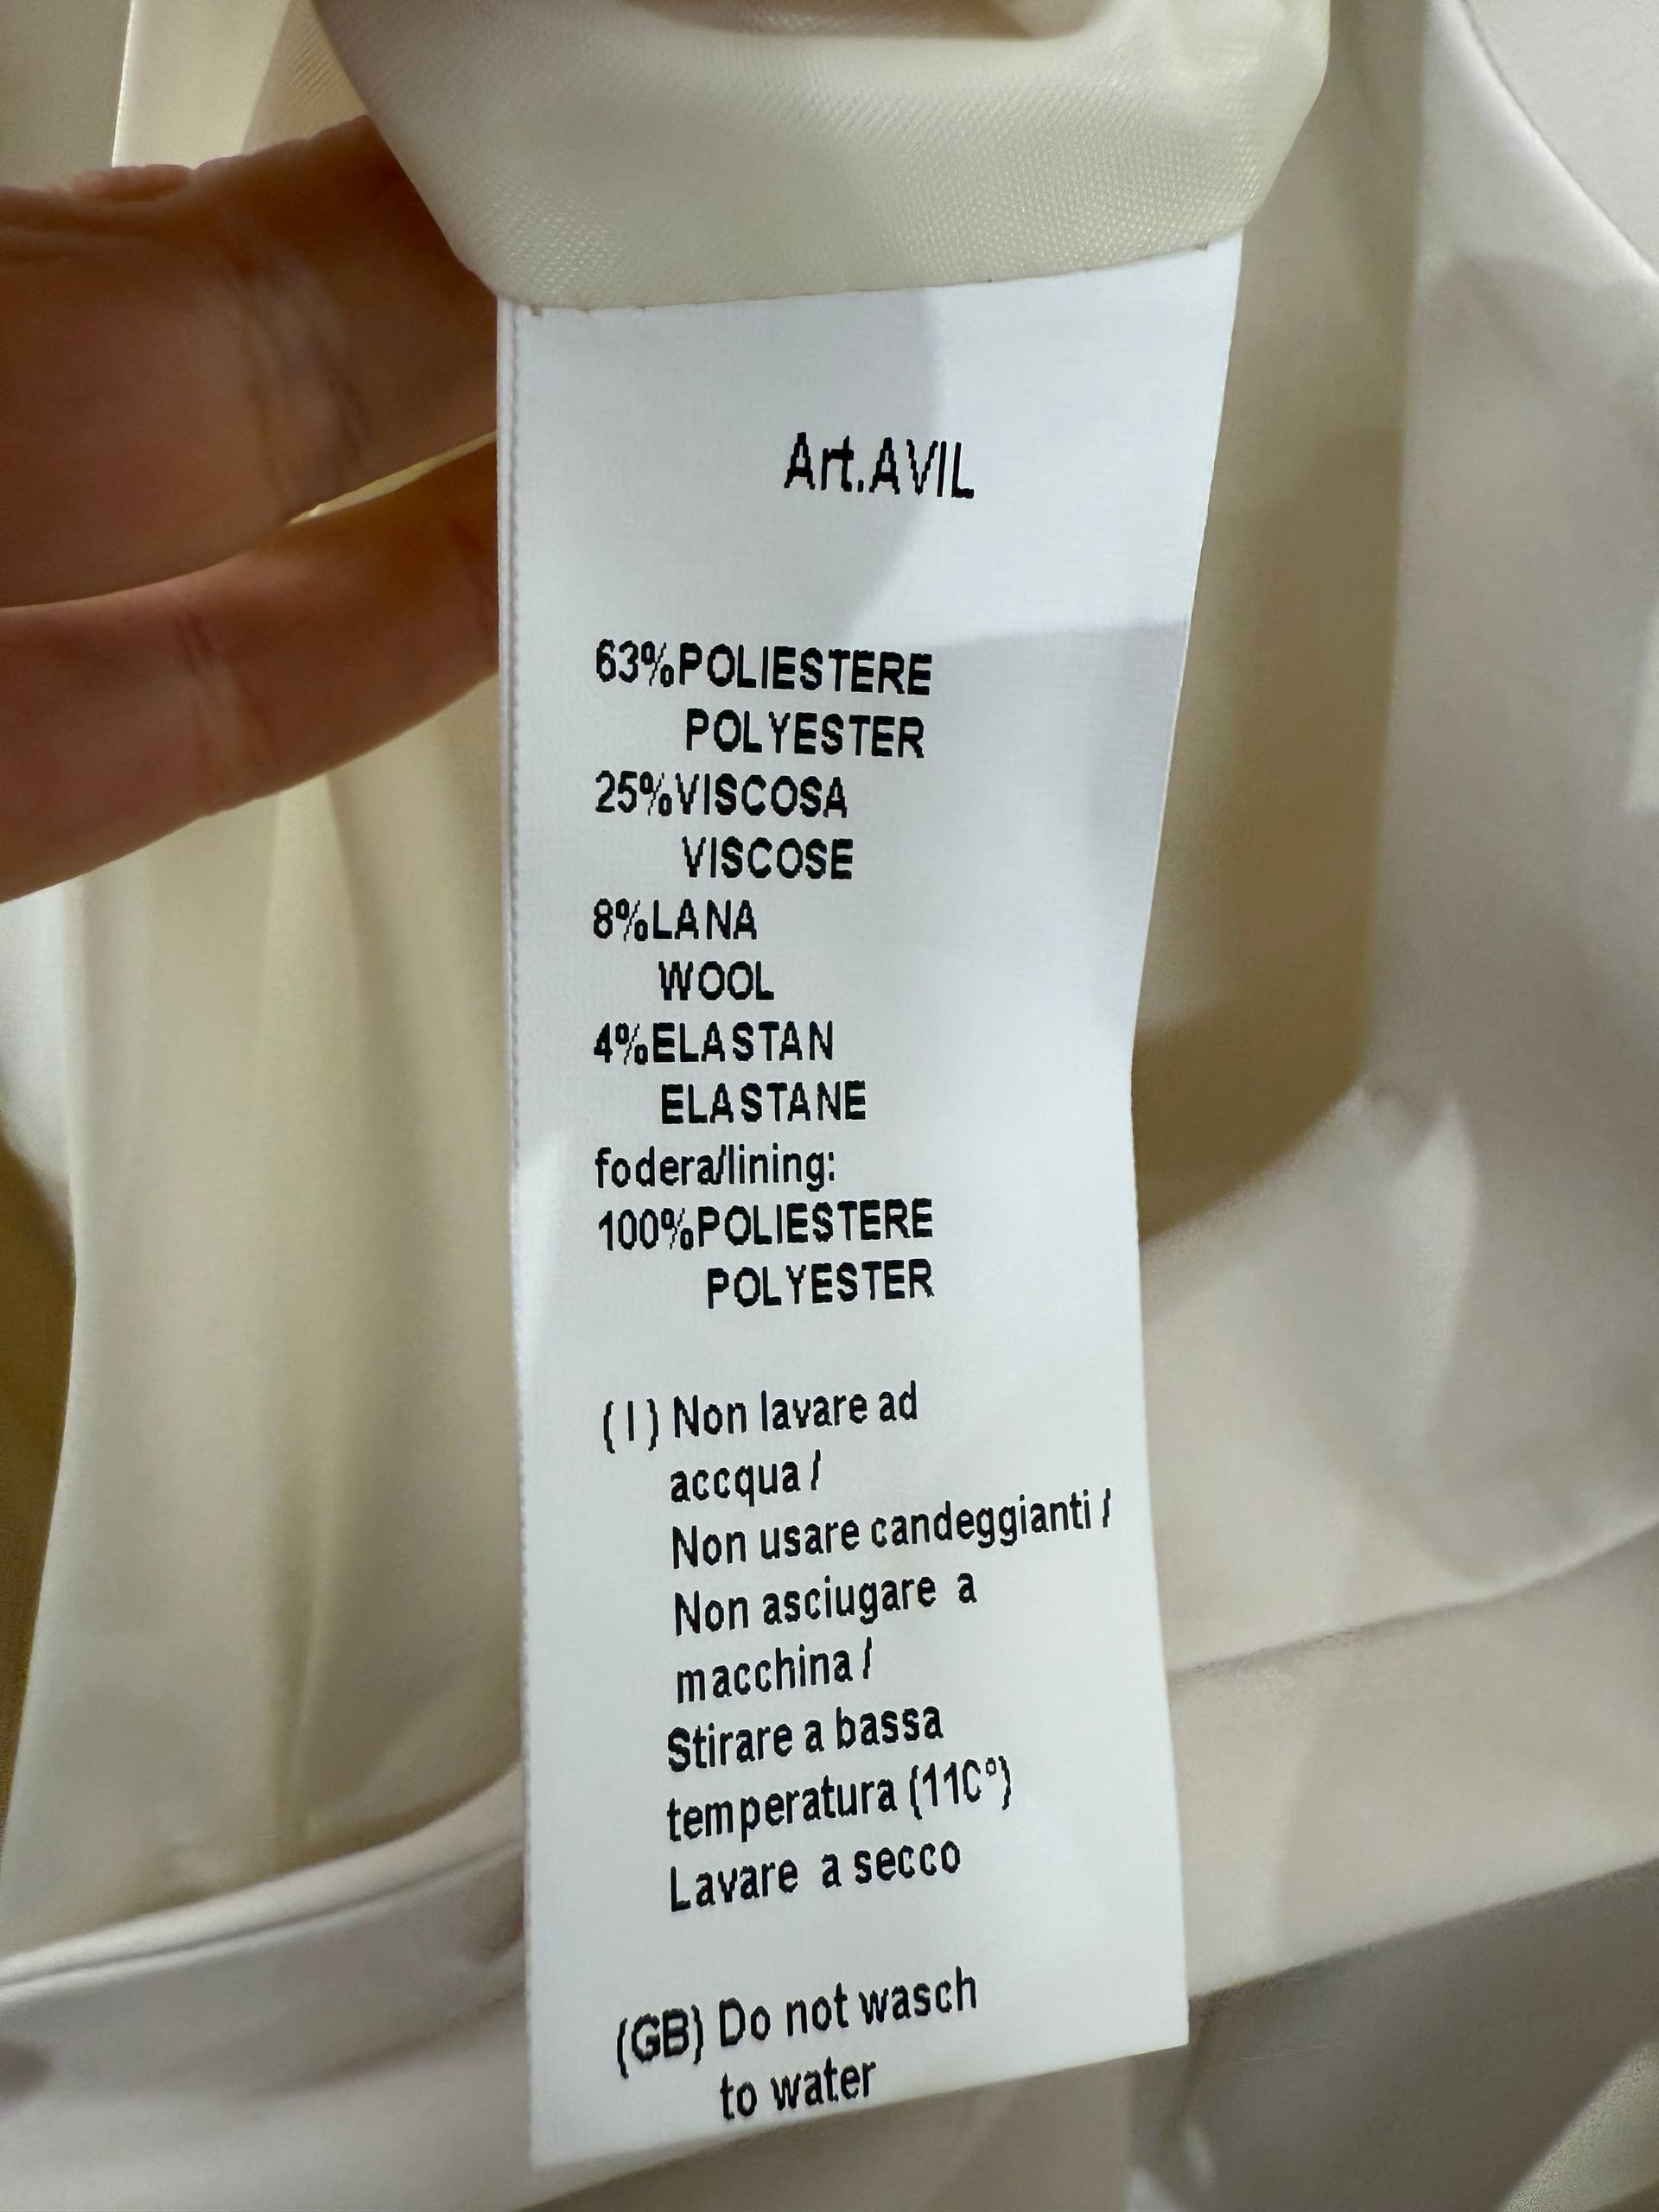 Art.AVIL
63%POLIESTERE
POLYESTER
25%VISCOSA
VISCOSE
8%LANA
WOOL
4%ELASTAN
ELASTANE
fodera/lining:
100%POLIESTERE
POLYESTER
( I ) Non lavare ad
accqua /
Non usare candeggianti /
Non asciugare a
macchina /
Stirare a bassa
temperatura (110°)
Lavare a secco
(GB) Do not wasch
to water